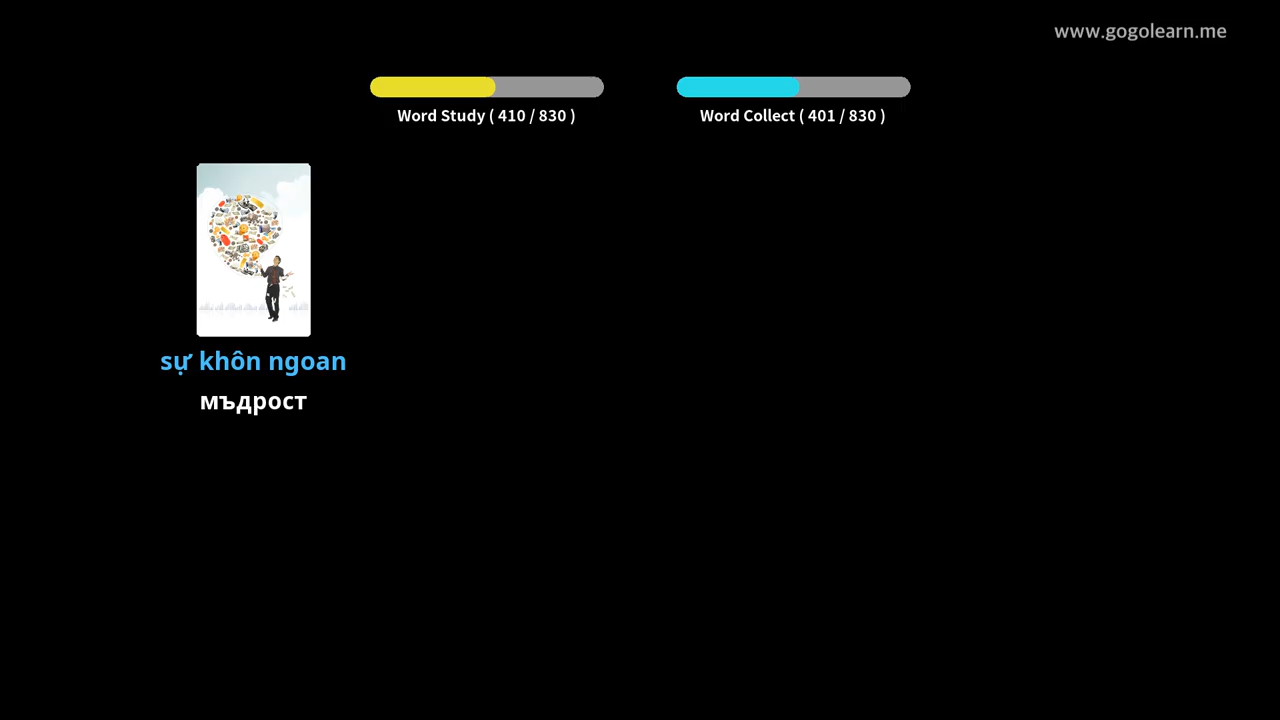 www.gogolearn.me
Word Study ( 410 / 830 )
Word Collect ( 401 / 830 )
sự khôn ngoan
мъдрост